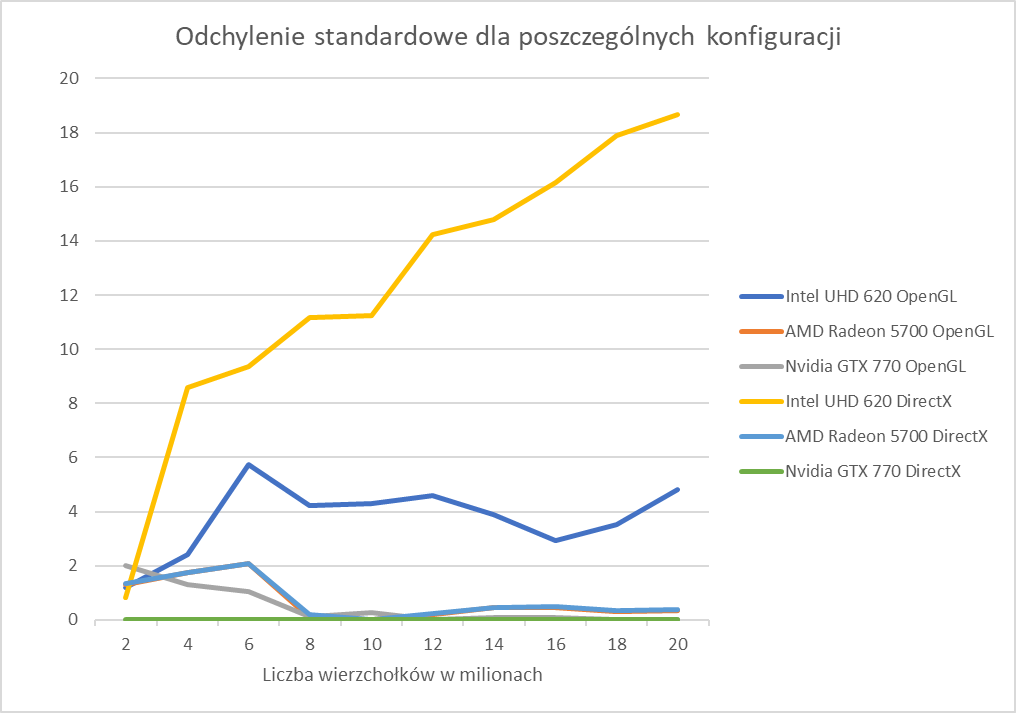 Odchylenie standardowe dla poszczególnych konfiguracji
20
18
16
14
12
10
8
6
4
2
0
2 4 6 8 10 12 14 16 18 20
Liczba wierzchołków w milionach
Intel UHD 620 OpenGL
AMD Radeon 5700 OpenGL
Nvidia GTX 770 OpenGL
Intel UHD 620 DirectX
AMD Radeon 5700 DirectX
Nvidia GTX 770 DirectX